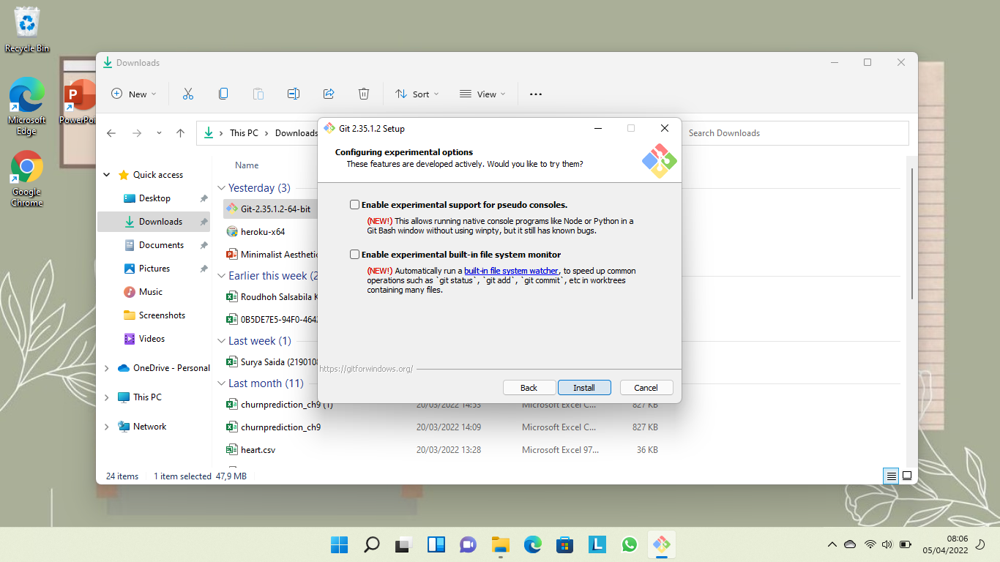 Recycle Bin
Microsoft Edge
PowerPoi
Google Chrome
Downloads
New
Sort
View
This PC
Downloads
Search Downloads
Quick access
Desktop
Downloads
Documents
Pictures
Music
Screenshots
Videos
OneDrive - Personal
This PC
Network
Name
Yesterday (3)
Git-2.35.1.2-64-bit
heroku-x64
Minimalist Aesthetic
Earlier this week (2
Roudhoh Salsabila K
0B5DE7E5-94F0-464
Last week (1)
Surya Saida (219010
Last month (11)
churnprediction_ch9 (1) 20/03/2022 14:53 Microsoft Excel C... 827 KB
churnprediction_ch9 20/03/2022 14:09 Microsoft Excel C... 827 KB
heart.csv 20/03/2022 13:28 Microsoft Excel 97... 36 KB
24 items 1 item selected 47,9 MB
Git 2.35.1.2 Setup
Configuring experimental options
These features are developed actively. Would you like to try them?
Enable experimental support for pseudo consoles.
(NEW!) This allows running native console programs like Node or Python in a
Git Bash window without using winpty, but it still has known bugs.
Enable experimental built-in file system monitor
(NEW!) Automatically run a built-in file system watcher, to speed up common
operations such as `git status`, `git add`, `git commit`, etc in worktrees
containing many files.
https://gitforwindows.org/
Back
Install
Cancel
08:06
05/04/2022